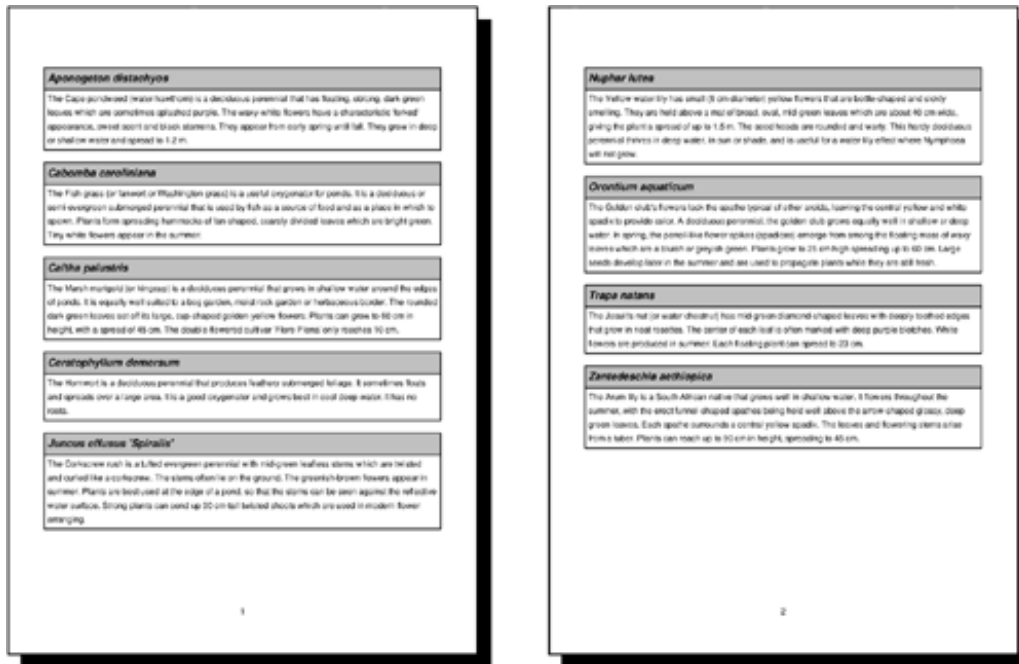 Aponogeton distachyos
The Cape pondweed (water hawthorn) is a deciduous perennial that has floating, oblong, dark green
leaves which are sometimes splashed purple. The waxy white flowers have a characteristic 'forked'
appearance, sweet scent and black stamens. They appear from early spring until fall. They grow in deep
or shallow water and spread to 1.2 m.
Cabomba caroliniana
The Fish grass (or fanwort or Washington grass) is a useful oxygenator for ponds. It is a deciduous or
semi-evergreen submerged perennial that is used by fish as a source of food and as a place in which to
spawn. Plants form spreading hummocks of fan-shaped, coarsely divided leaves which are bright green.
Tiny white flowers appear in the summer.
Caltha palustris
The Marsh marigold (or kingcup) is a deciduous perennial that grows in shallow water around the edges
of ponds. It is equally well suited to a bog garden, moist rock garden or herbaceous border. The rounded
dark green leaves set off its large, cup-shaped golden-yellow flowers. Plants can grow to 60 cm in
height, with a spread of 45 cm. The double-flowered cultivar 'Flore Pleno' only reaches 10 cm.
Ceratophyllum demersum
The Hornwort is a deciduous perennial that produces feathery submerged foliage. It sometimes floats
and spreads over a large area. It is a good oxygenator and grows best in cool deep water. It has no
roots.
Juncus effusus 'Spiralis'
The Corkscrew rush is a tufted evergreen perennial with mid-green leafless stems which are twisted
and curled like a corkscrew. The stems often lie on the ground. The greenish-brown flowers appear in
summer. Plants are best used at the edge of a pond, so that the stems can be seen against the reflective
water surface. Strong plants can send up 90 cm-tall twisted shoots which are used in modern flower
arranging.
1
Nuphar lutea
The Yellow water lily has small (6 cm diameter) yellow flowers that are bottle-shaped and sickly
smelling. They are held above a mat of broad, oval, mid-green leaves which are about 40 cm wide,
giving the plant a spread of up to 1.5 m. The seed heads are rounded and warty. This hardy deciduous
perennial thrives in deep water, in sun or shade, and is useful for a water lily effect where Nymphaea
will not grow.
Orontium aquaticum
The Golden club's flowers lack the spathe typical of other aroids, leaving the central yellow and white
spadix to provide color. A deciduous perennial, the golden club grows equally well in shallow or deep
water. In spring, the pencil-like flower spikes (spadices) emerge from among the floating mass of waxy
leaves which are a bluish or greyish green. Plants grow to 25 cm high spreading up to 60 cm. Large
seeds develop later in the summer and are used to propagate plants while they are still fresh.
Trapa natans
The Jesuit's nut (or water chestnut) has mid-green diamond-shaped leaves with deeply toothed edges
that grow in neat rosettes. The center of each leaf is often marked with deep purple blotches. White
flowers are produced in summer. Each floating plant can spread to 23 cm.
Zantedeschia aethiopica
The Arum lily is a South African native that grows well in shallow water. It flowers throughout the
summer, with the erect funnel-shaped spathes being held well above the arrow-shaped glossy, deep
green leaves. Each spathe surrounds a central yellow spadix. The leaves and flowering stems arise
from a tuber. Plants can reach up to 90 cm in height, spreading to 45 cm.
2